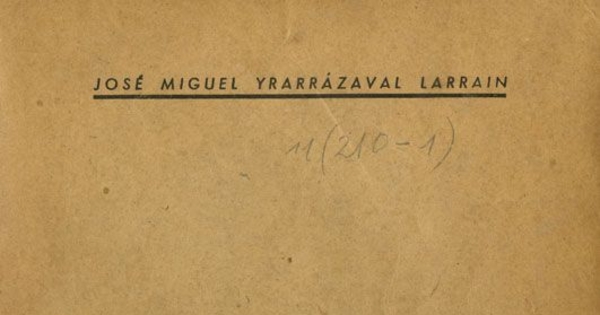 JOSÉ MIGUEL YRARRÁZAVAL LARRAIN
11(210-1)